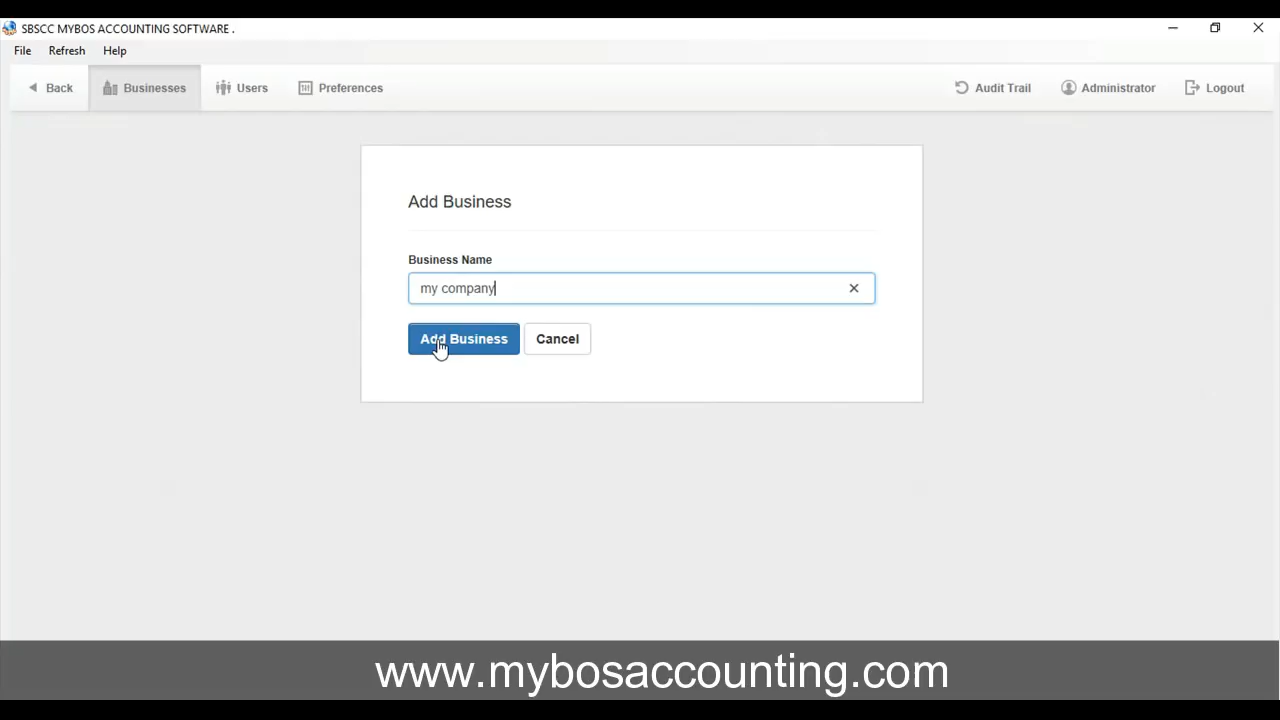 SBSCC MYBOS ACCOUNTING SOFTWARE .
File Refresh Help
Back Businesses Users Preferences Audit Trail Administrator Logout
Add Business
Business Name
my company
Add Business Cancel
www.mybosaccounting.com